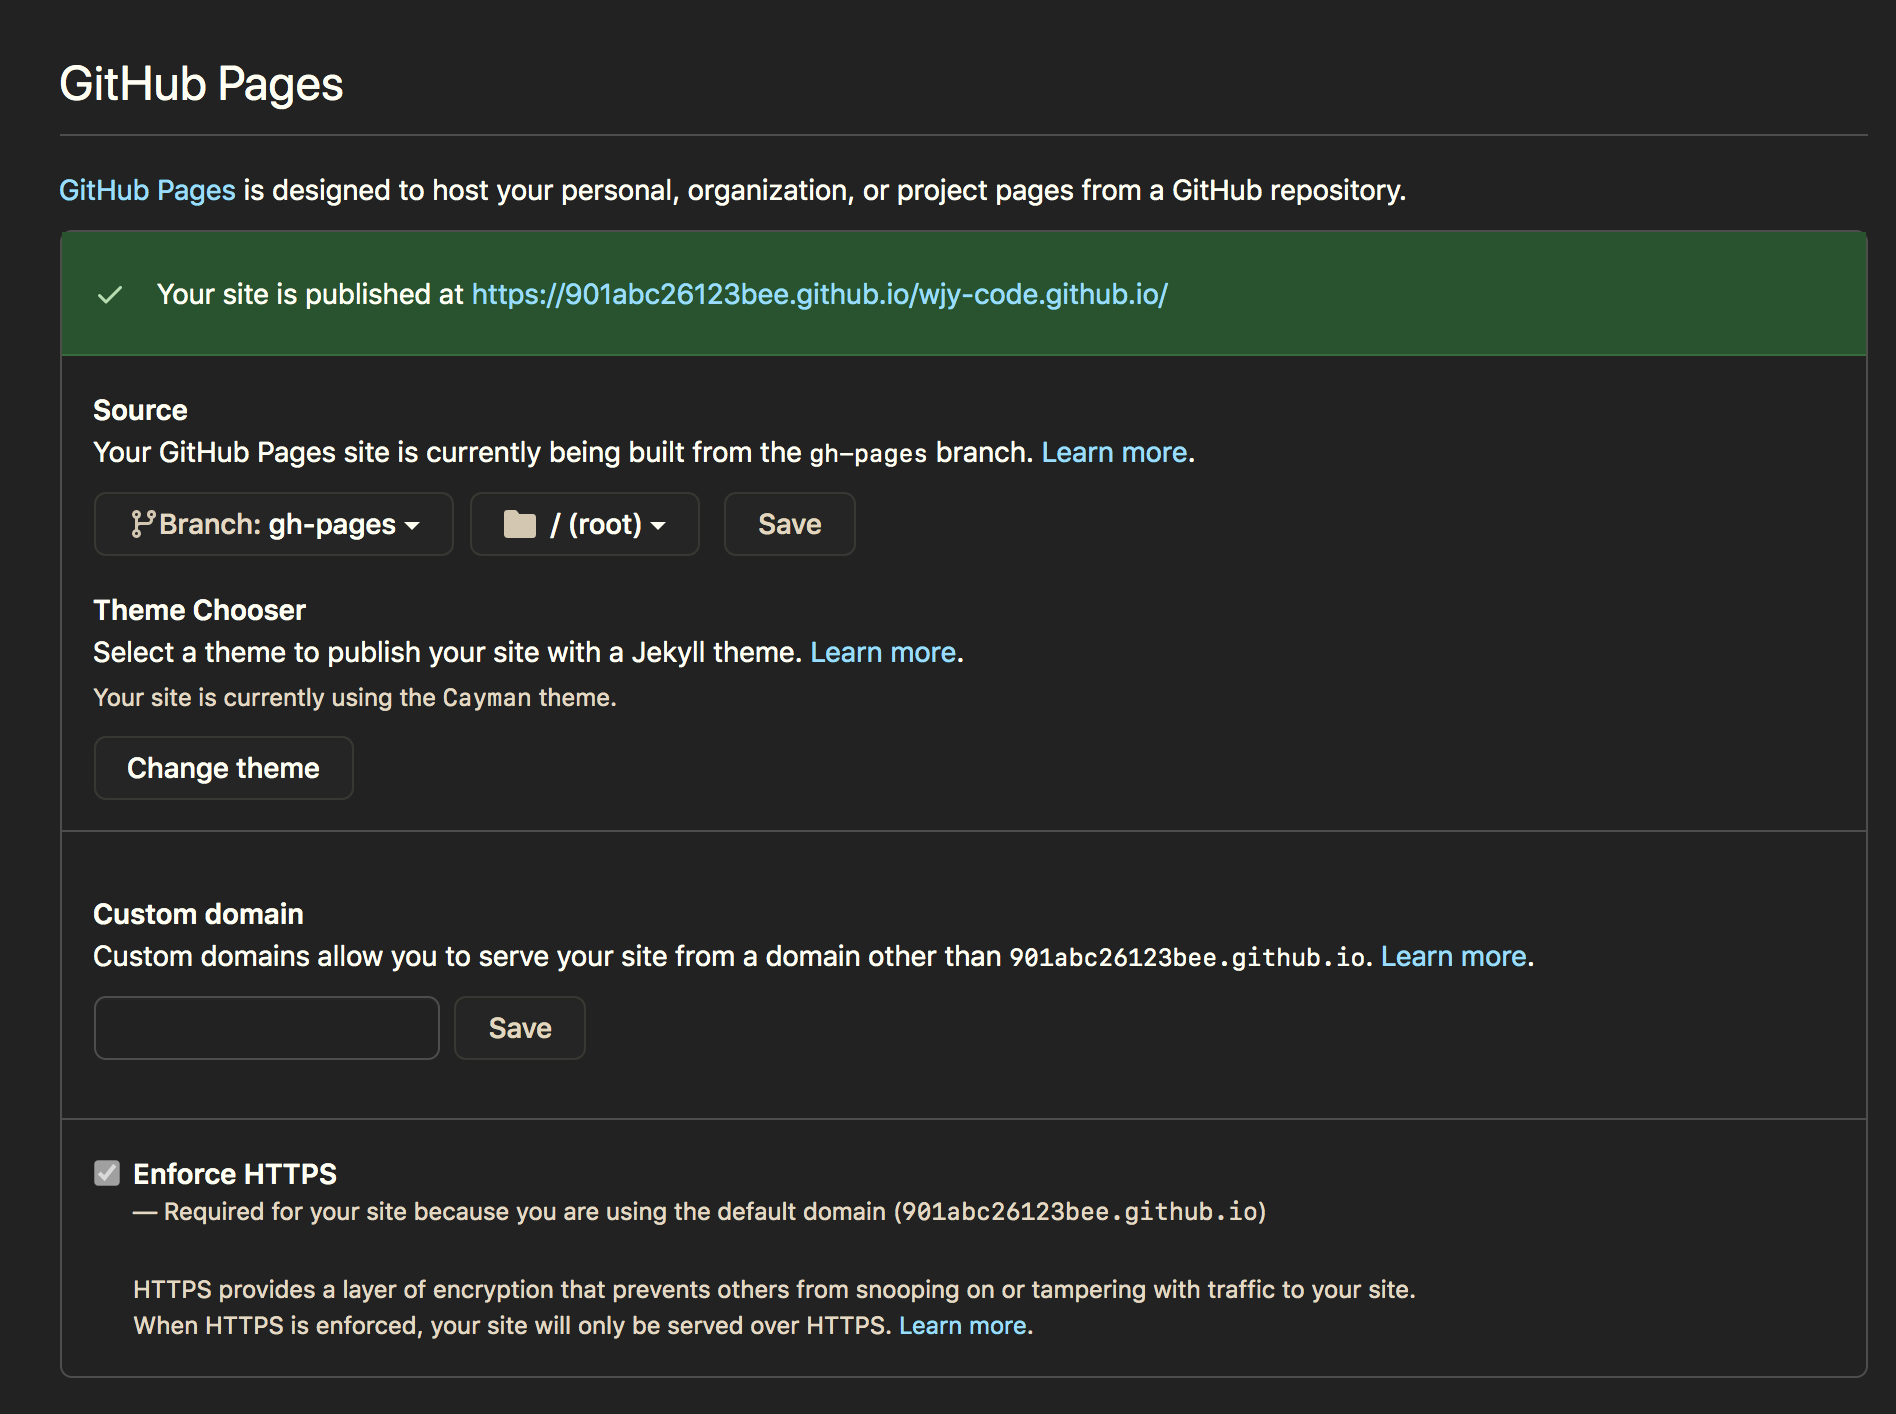 GitHub Pages
GitHub Pages is designed to host your personal, organization, or project pages from a GitHub repository.
Your site is published at https://901abc26123bee.github.io/wjy-code.github.io/
Source
Your GitHub Pages site is currently being built from the gh-pages branch. Learn more.
Branch: gh-pages / (root) Save
Theme Chooser
Select a theme to publish your site with a Jekyll theme. Learn more.
Your site is currently using the Cayman theme.
Change theme
Custom domain
Custom domains allow you to serve your site from a domain other than 901abc26123bee.github.io. Learn more.
Save
Enforce HTTPS
— Required for your site because you are using the default domain (901abc26123bee.github.io)
HTTPS provides a layer of encryption that prevents others from snooping on or tampering with traffic to your site.
When HTTPS is enforced, your site will only be served over HTTPS. Learn more.